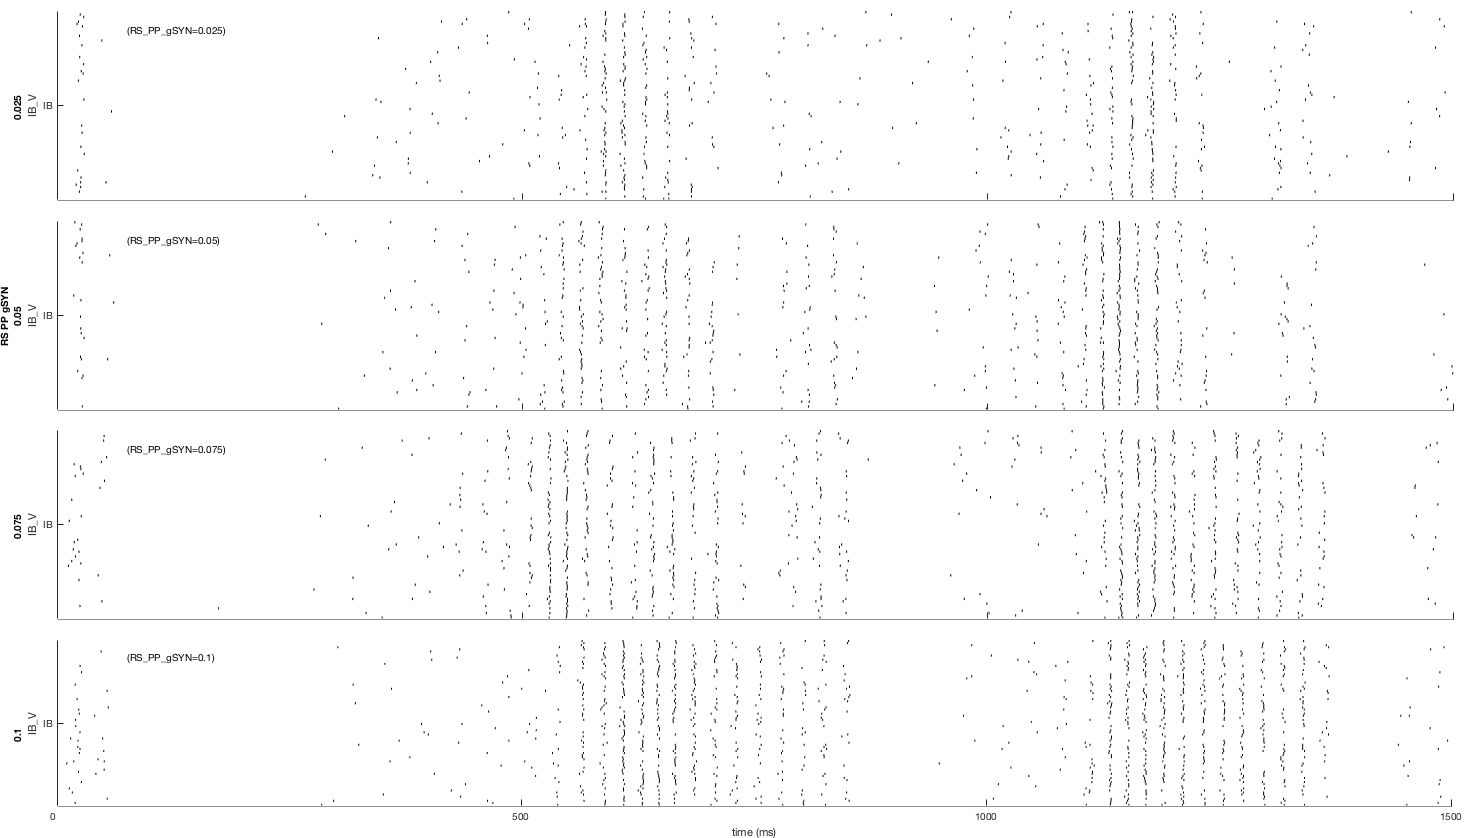 RS PP gSYN
0.025
IB_V
IB
(RS_PP_gSYN=0.025)
0.05
IB_V
IB
(RS_PP_gSYN=0.05)
0.075
IB_V
IB
(RS_PP_gSYN=0.075)
0.1
IB_V
IB
(RS_PP_gSYN=0.1)
0 500 1000 1500
time (ms)